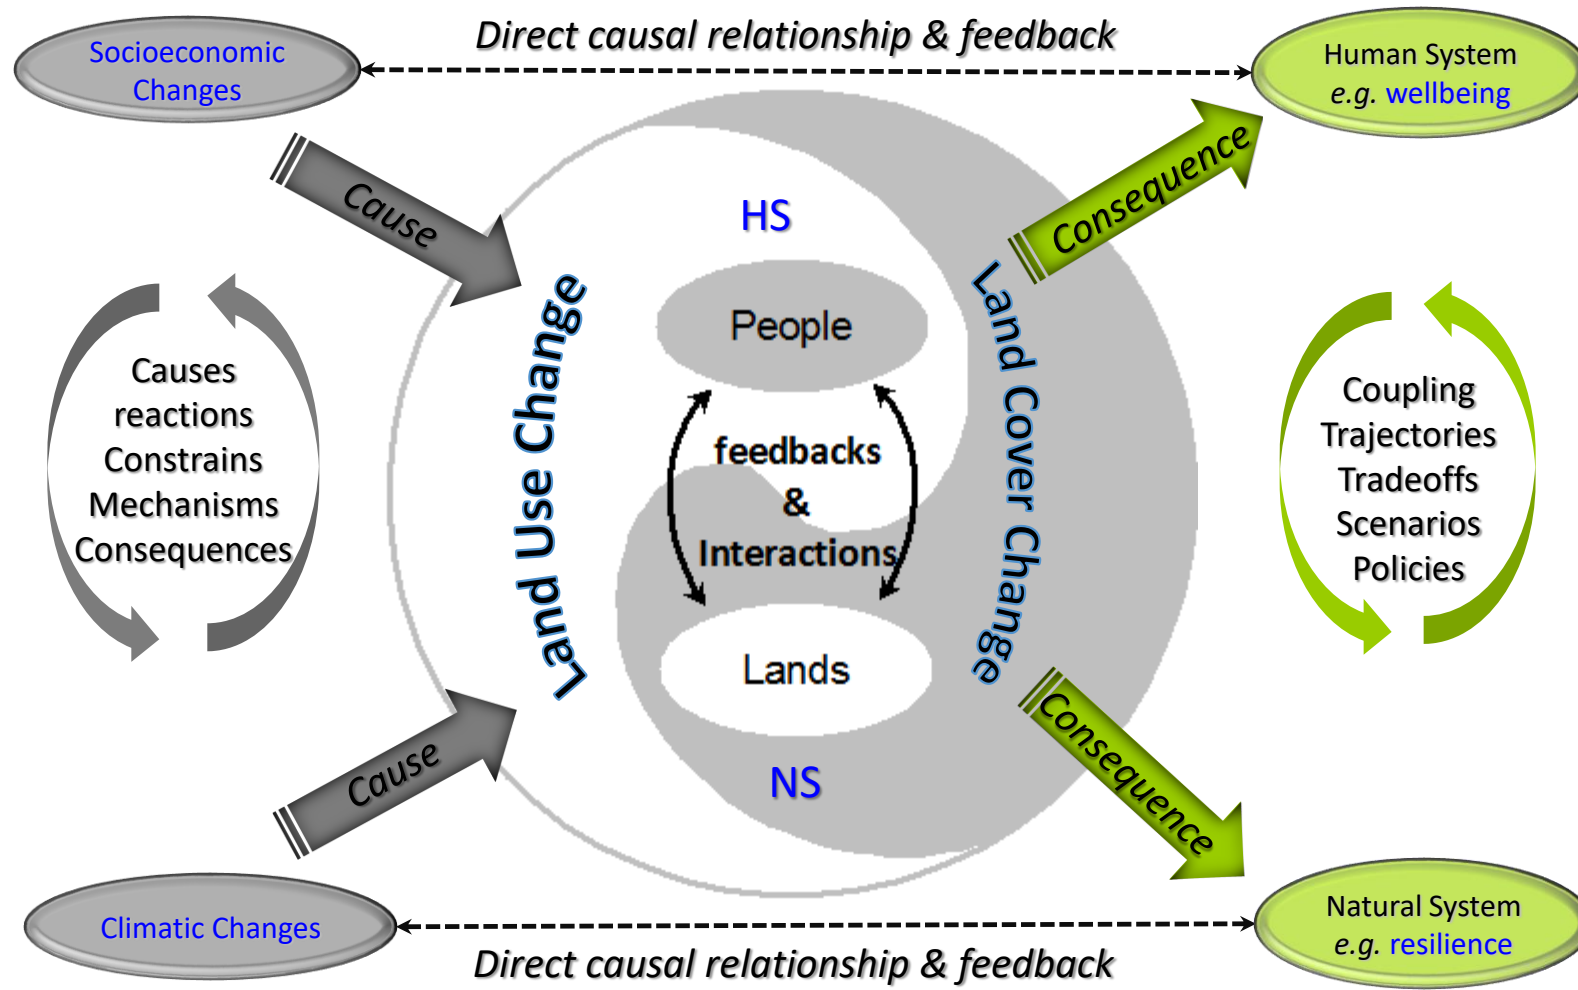 Direct causal relationship & feedback
Socioeconomic
Changes
Human System
e.g. wellbeing
Cause
Consequence
HS
People
Land Use Change
Land Cover Change
feedbacks
&
Interactions
Causes
reactions
Constrains
Mechanisms
Consequences
Coupling
Trajectories
Tradeoffs
Scenarios
Policies
Lands
NS
Cause
Consequence
Climatic Changes
Natural System
e.g. resilience
Direct causal relationship & feedback